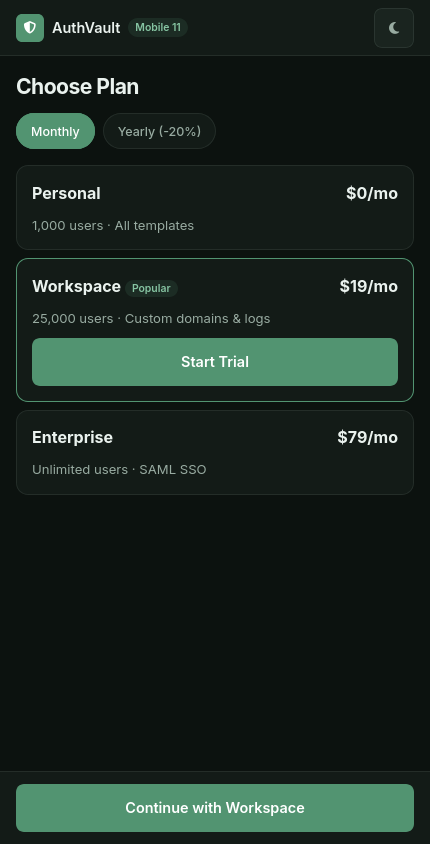 AuthVault Mobile 11
Choose Plan
Monthly Yearly (-20%)
Personal $0/mo
1,000 users · All templates
Workspace Popular $19/mo
25,000 users · Custom domains & logs
Start Trial
Enterprise $79/mo
Unlimited users · SAML SSO
Continue with Workspace